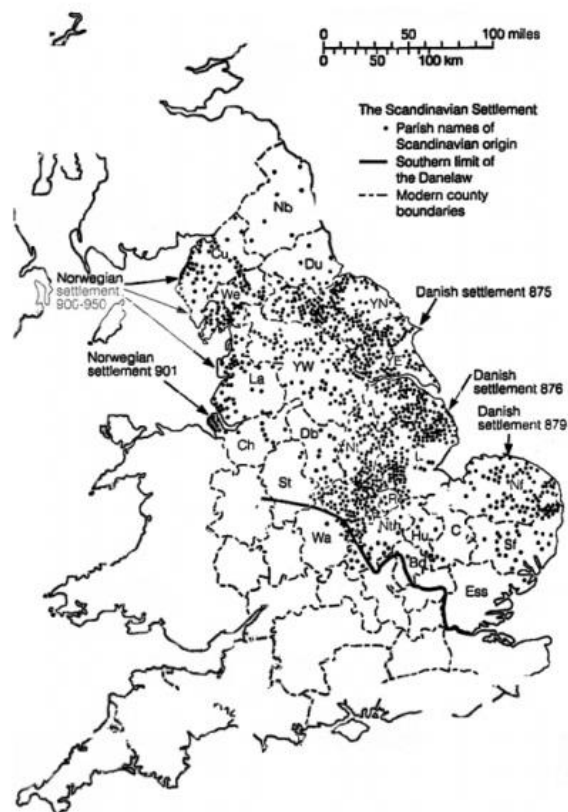 0 50 100 miles
0 50 100 km
The Scandinavian Settlement
Parish names of
Scandinavian origin
Southern limit of
the Danelaw
Modern county
boundaries
Nb
Cu
Du
Norwegian
settlement
900-950
We
YN
Danish settlement 875
Norwegian
settlement 901
La
YW
YE
Danish
settlement 876
Danish
settlement 879
Ch
Db
L
Nf
St
R
Nth
Wa
Hu
C
Sf
Bd
Ess